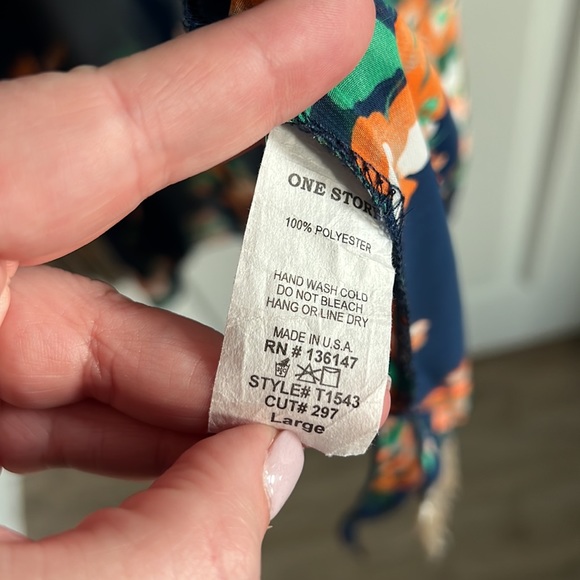 ONE STOR
100% POLYESTER
HAND WASH COLD
DO NOT BLEACH
HANG OR LINE DRY
MADE IN U.S.A.
RN # 136147
STYLE# T1543
CUT# 297
Large